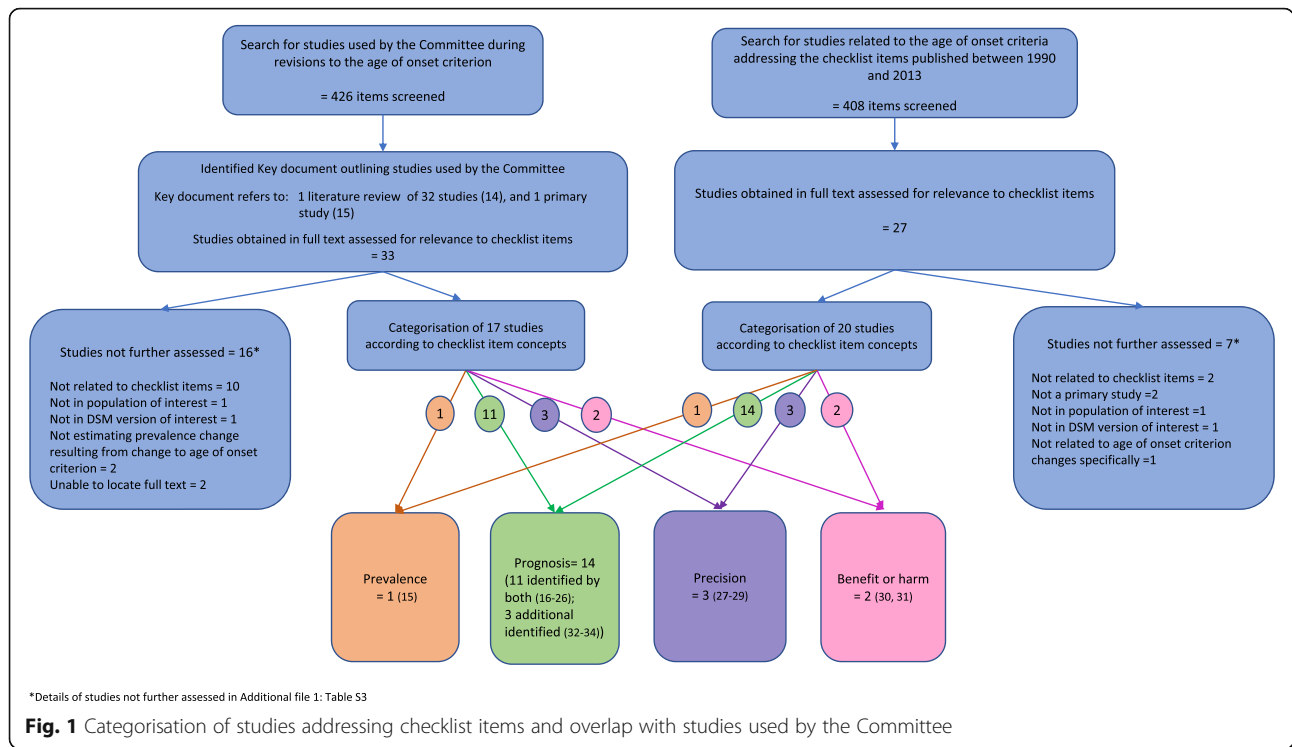 Search for studies used by the Committee during
revisions to the age of onset criterion
= 426 items screened
Search for studies related to the age of onset criteria
addressing the checklist items published between 1990
and 2013
= 408 items screened
Identified Key document outlining studies used by the Committee
Key document refers to: 1 literature review of 32 studies (14), and 1 primary
study (15)
Studies obtained in full text assessed for relevance to checklist items
= 33
Studies obtained in full text assessed for relevance to checklist items
= 27
Studies not further assessed = 16*
Not related to checklist items = 10
Not in population of interest = 1
Not in DSM version of interest = 1
Not estimating prevalence change
resulting from change to age of onset
criterion = 2
Unable to locate full text = 2
Categorisation of 17 studies
according to checklist item concepts
Categorisation of 20 studies
according to checklist item concepts
Studies not further assessed = 7*
Not related to checklist items = 2
Not a primary study =2
Not in population of interest =1
Not in DSM version of interest = 1
Not related to age of onset criterion
changes specifically =1
1
11
3
2
1
14
3
2
Prevalence
= 1 (15)
Prognosis= 14
(11 identified by
both (16-26);
3 additional
identified (32-34))
Precision
= 3 (27-29)
Benefit or harm
= 2 (30, 31)
*Details of studies not further assessed in Additional file 1: Table S3
Fig. 1 Categorisation of studies addressing checklist items and overlap with studies used by the Committee